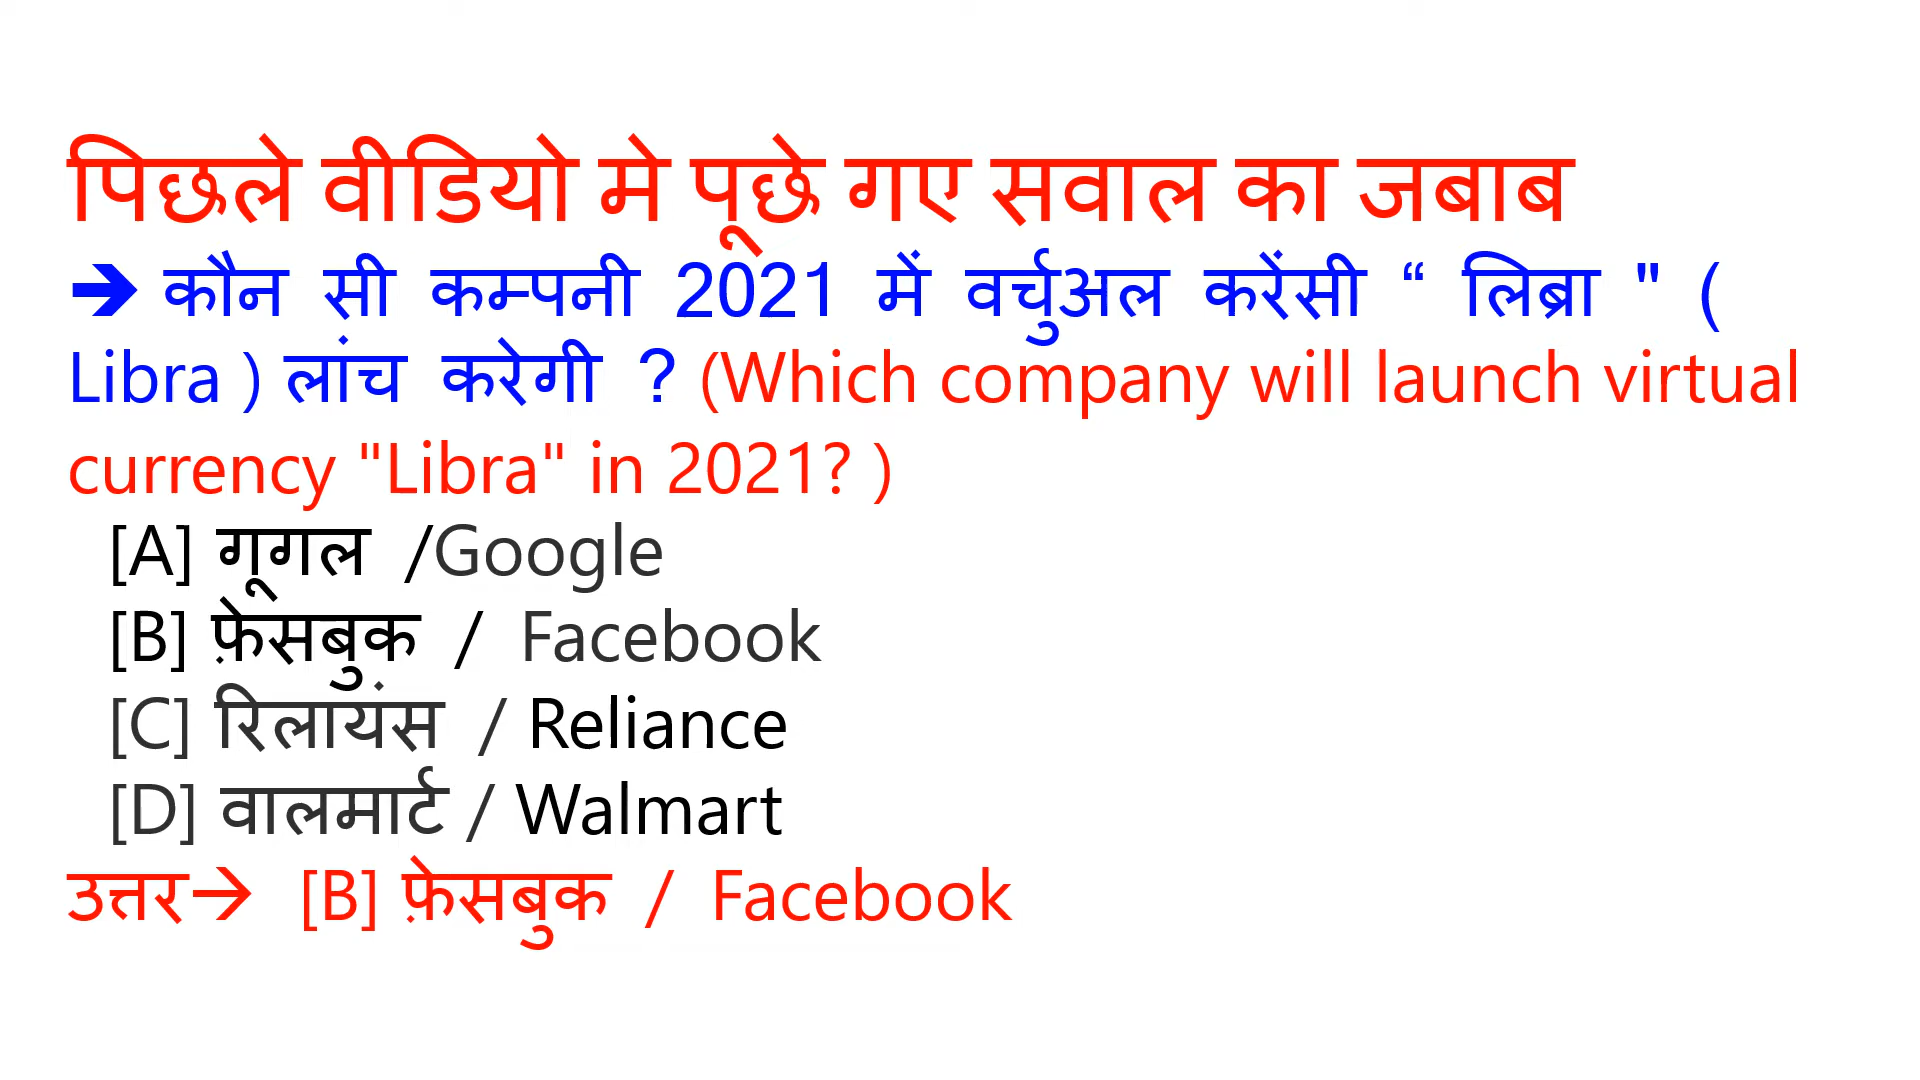 पिछले वीडियो मे पूछे गए सवाल का जबाब
➔ कौन सी कम्पनी 2021 में वर्चुअल करेंसी “ लिब्रा " (
Libra ) लांच करेगी ? (Which company will launch virtual
currency "Libra" in 2021? )
[A] गूगल /Google
[B] फ़ेसबुक / Facebook
[C] रिलायंस / Reliance
[D] वालमार्ट / Walmart
उत्तर→ [B] फ़ेसबुक / Facebook